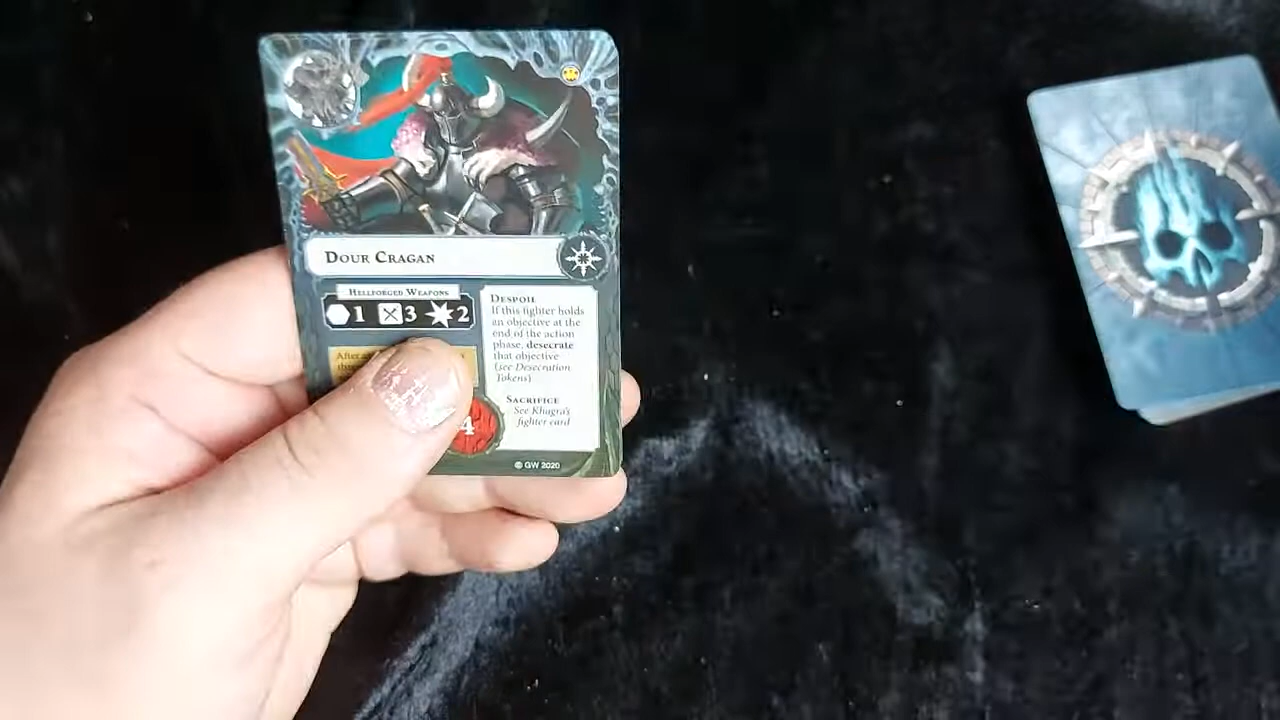 DOUR CRAGAN
HELLFORGED WEAPONS
1 3 2
After
DESPOIL
If this fighter holds
an objective at the
end of the action
phase, desecrate
that objective
(see Desecration
Tokens).
SACRIFICE
See Khagra's
fighter card
4
© GW 2020